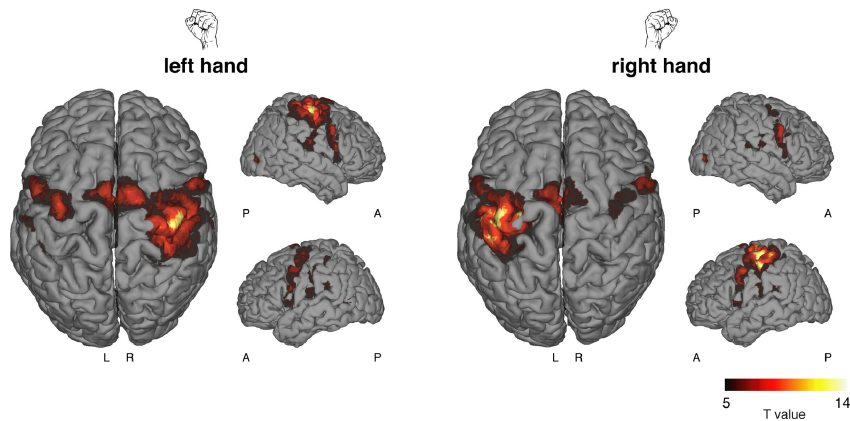 left hand
right hand
P A
A P
L R
P A
A P
L R
5 14
T value